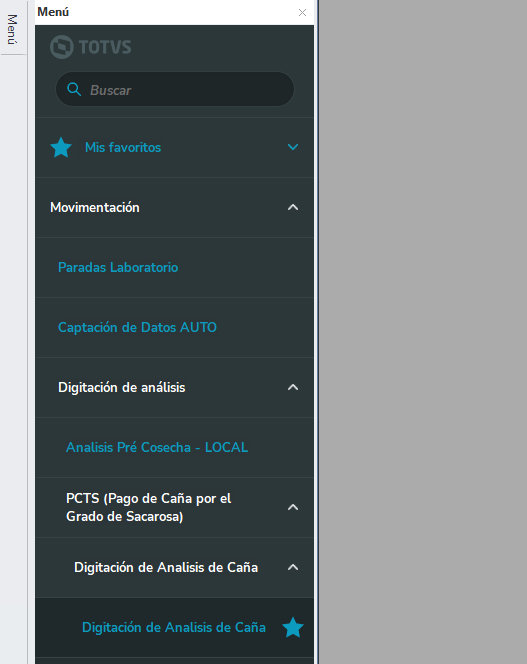 Menú
Menú
TOTVS
Buscar
Mis favoritos
Movimentación
Paradas Laboratorio
Captación de Datos AUTO
Digitación de análisis
Analisis Pré Cosecha - LOCAL
PCTS (Pago de Caña por el
Grado de Sacarosa)
Digitación de Analisis de Caña
Digitación de Analisis de Caña